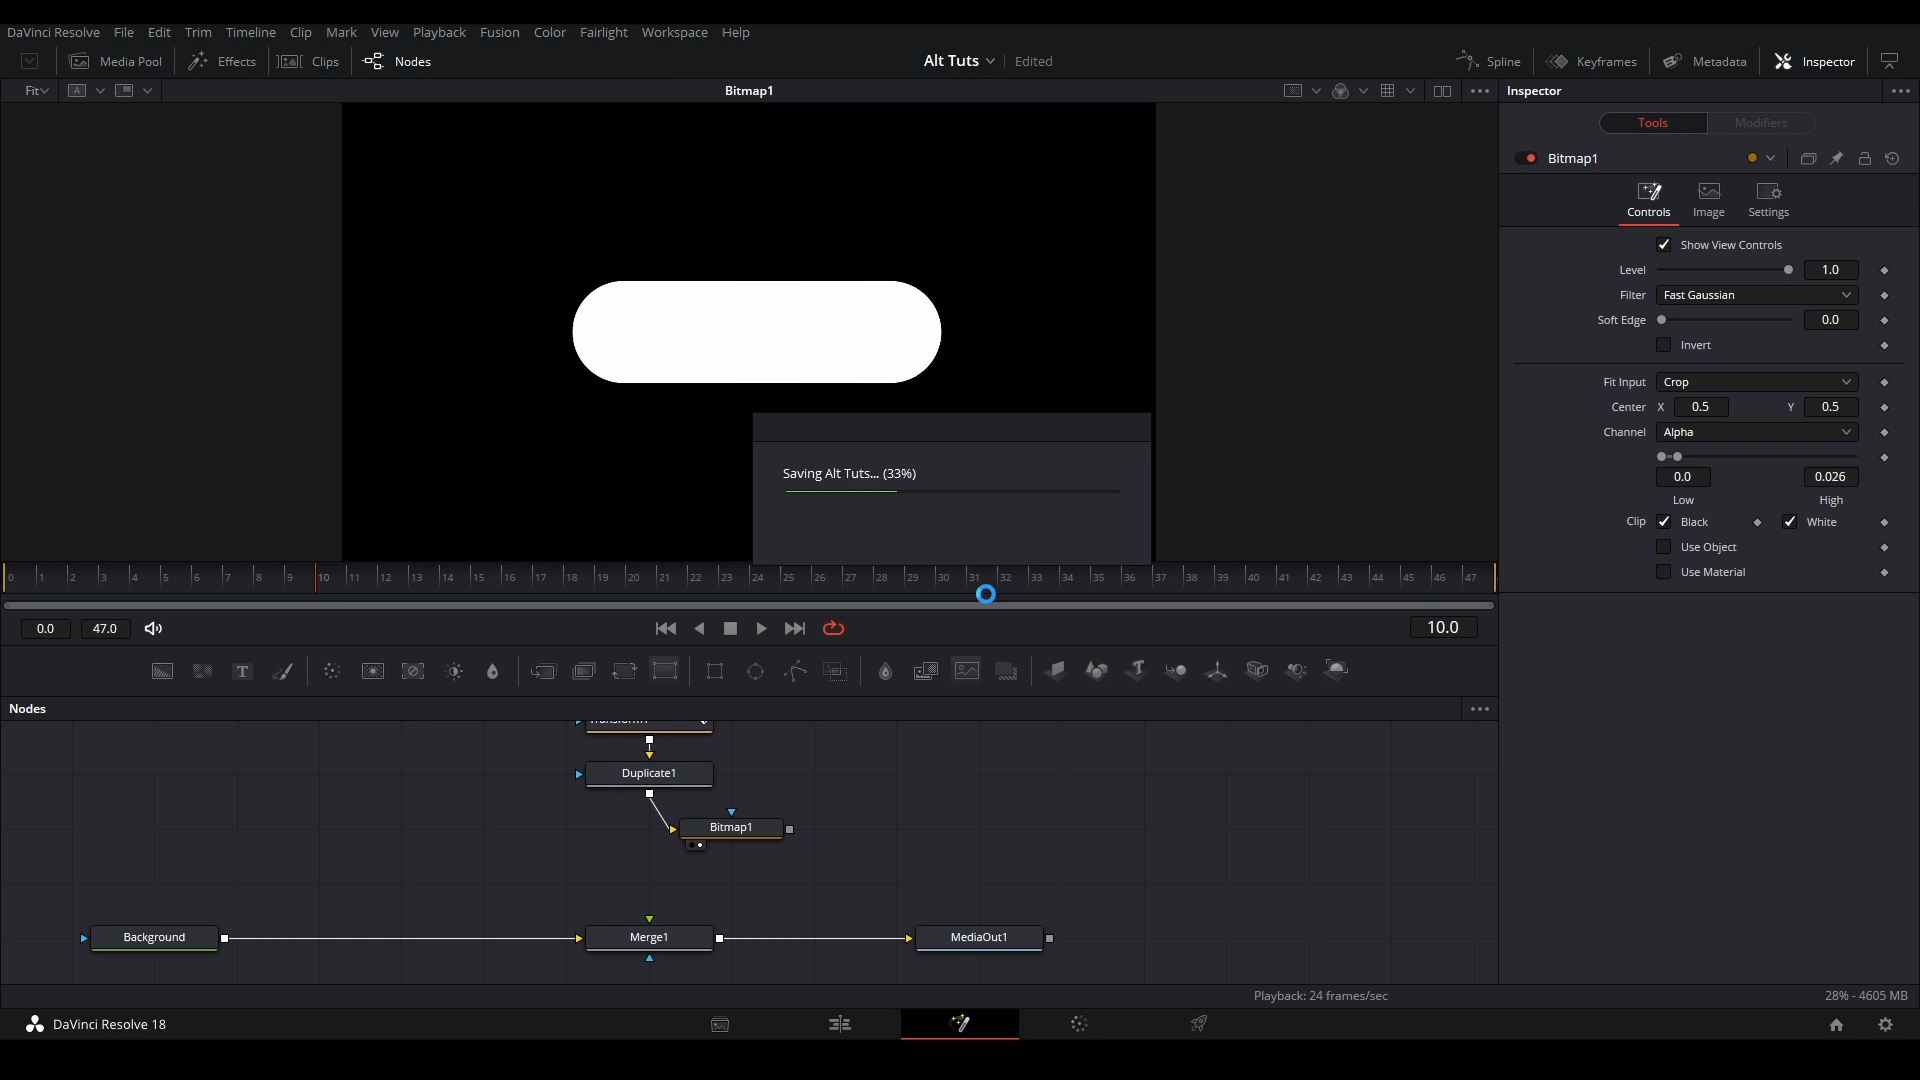 DaVinci Resolve File Edit Trim Timeline Clip Mark View Playback Fusion Color Fairlight Workspace Help
Media Pool Effects Clips Nodes Alt Tuts Edited Spline Keyframes Metadata Inspector
Fit A Bitmap1 Inspector
Tools Modifiers
Bitmap1
Controls Image Settings
Show View Controls
Level 1.0
Filter Fast Gaussian
Soft Edge 0.0
Invert
Fit Input Crop
Center X 0.5 Y 0.5
Channel Alpha
0.0 0.026
Low High
Clip Black White
Use Object
Use Material
Saving Alt Tuts... (33%)
0 1 2 3 4 5 6 7 8 9 10 11 12 13 14 15 16 17 18 19 20 21 22 23 24 25 26 27 28 29 30 31 32 33 34 35 36 37 38 39 40 41 42 43 44 45 46 47
0.0 47.0 10.0
T T
Nodes
Transform1
Duplicate1
Bitmap1
Background Merge1 MediaOut1
Playback: 24 frames/sec 28% - 4605 MB
DaVinci Resolve 18